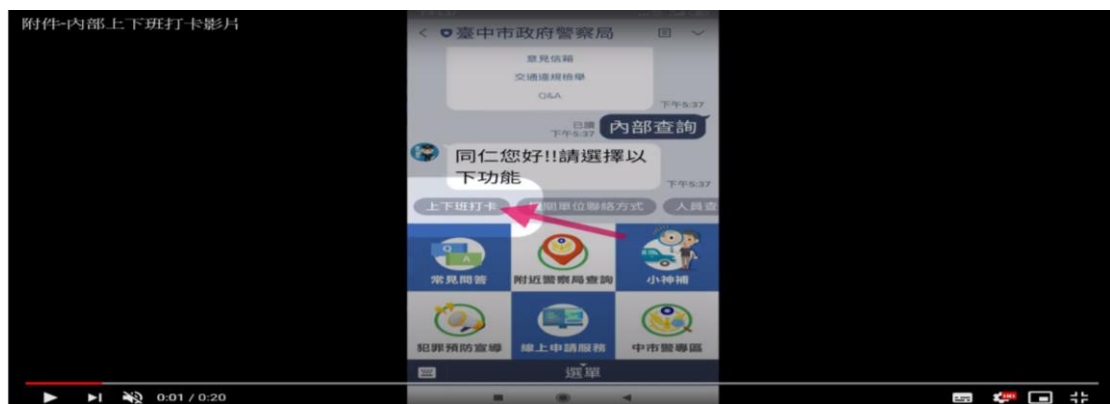 附件-內部上下班打卡影片
臺中市政府警察局
意見信箱
交通違規檢舉
Q&A
下午5:37
已讀
下午5:37
內部查詢
同仁您好!!請選擇以
下功能
下午5:37
上下班打卡
單位聯絡方式
人員查
Q
A
常見問答
附近警察局查詢
小神捕
犯罪預防宣導
線上申請服務
中市警專區
選單
0:01 / 0:20